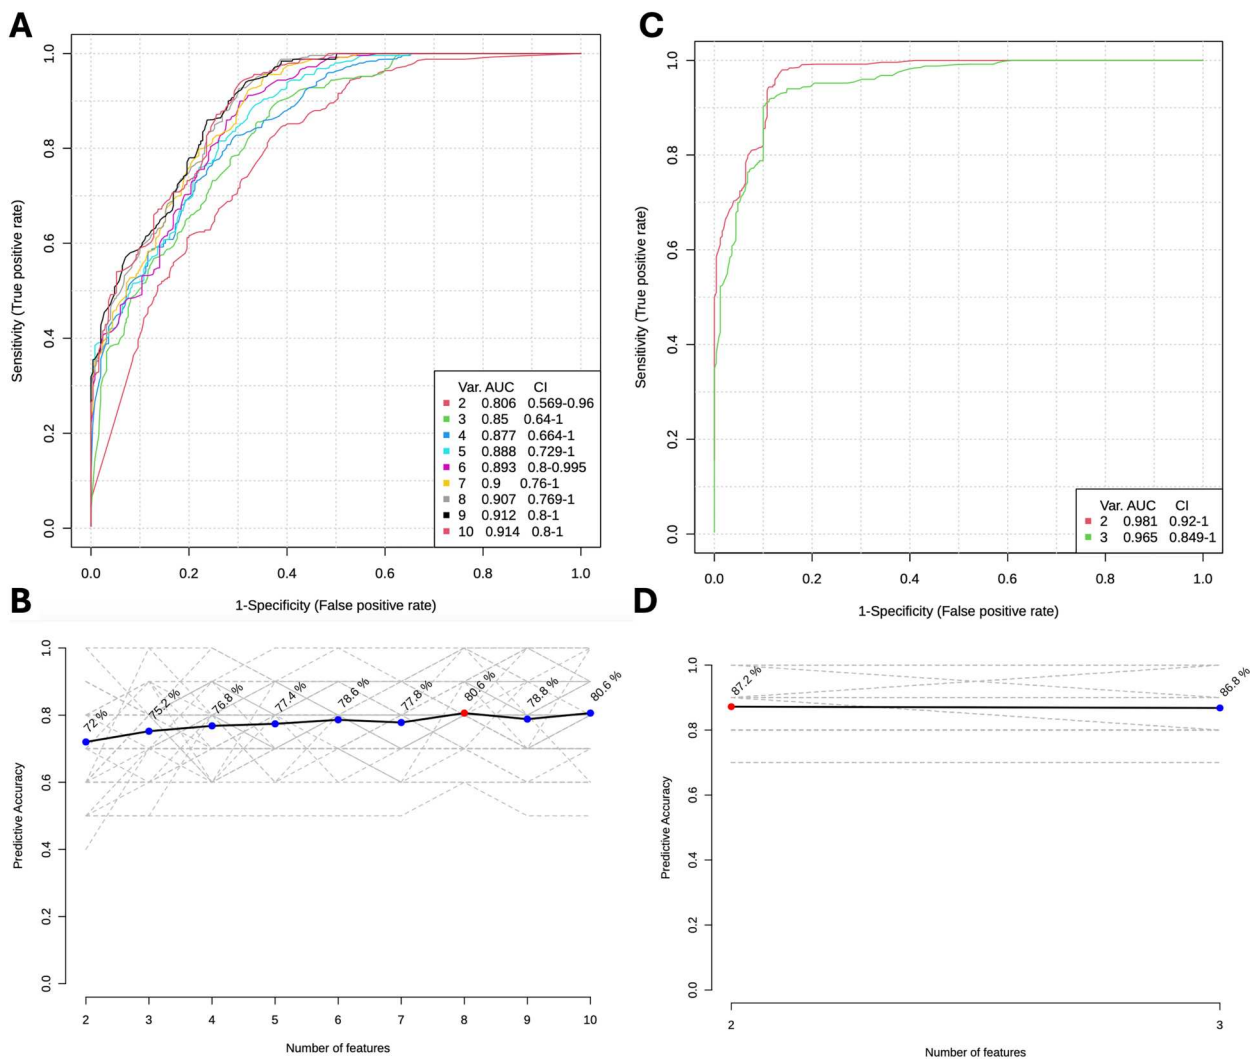 A
Sensitivity (True positive rate)
1.0
0.8
0.6
0.4
0.2
0.0
Var. AUC CI
2 0.806 0.569-0.96
3 0.85 0.64-1
4 0.877 0.664-1
5 0.888 0.729-1
6 0.893 0.8-0.995
7 0.9 0.76-1
8 0.907 0.769-1
9 0.912 0.8-1
10 0.914 0.8-1
0.0 0.2 0.4 0.6 0.8 1.0
1-Specificity (False positive rate)
B
Predictive Accuracy
1.0
0.8
0.6
0.4
0.2
0.0
72 % 75.2 % 76.8 % 77.4 % 78.6 % 77.8 % 80.6 % 78.8 % 80.6 %
2 3 4 5 6 7 8 9 10
Number of features
C
Sensitivity (True positive rate)
1.0
0.8
0.6
0.4
0.2
0.0
Var. AUC CI
2 0.981 0.92-1
3 0.965 0.849-1
0.0 0.2 0.4 0.6 0.8 1.0
1-Specificity (False positive rate)
D
Predictive Accuracy
1.0
0.8
0.6
0.4
0.2
0.0
87.2 % 86.8 %
2 3
Number of features